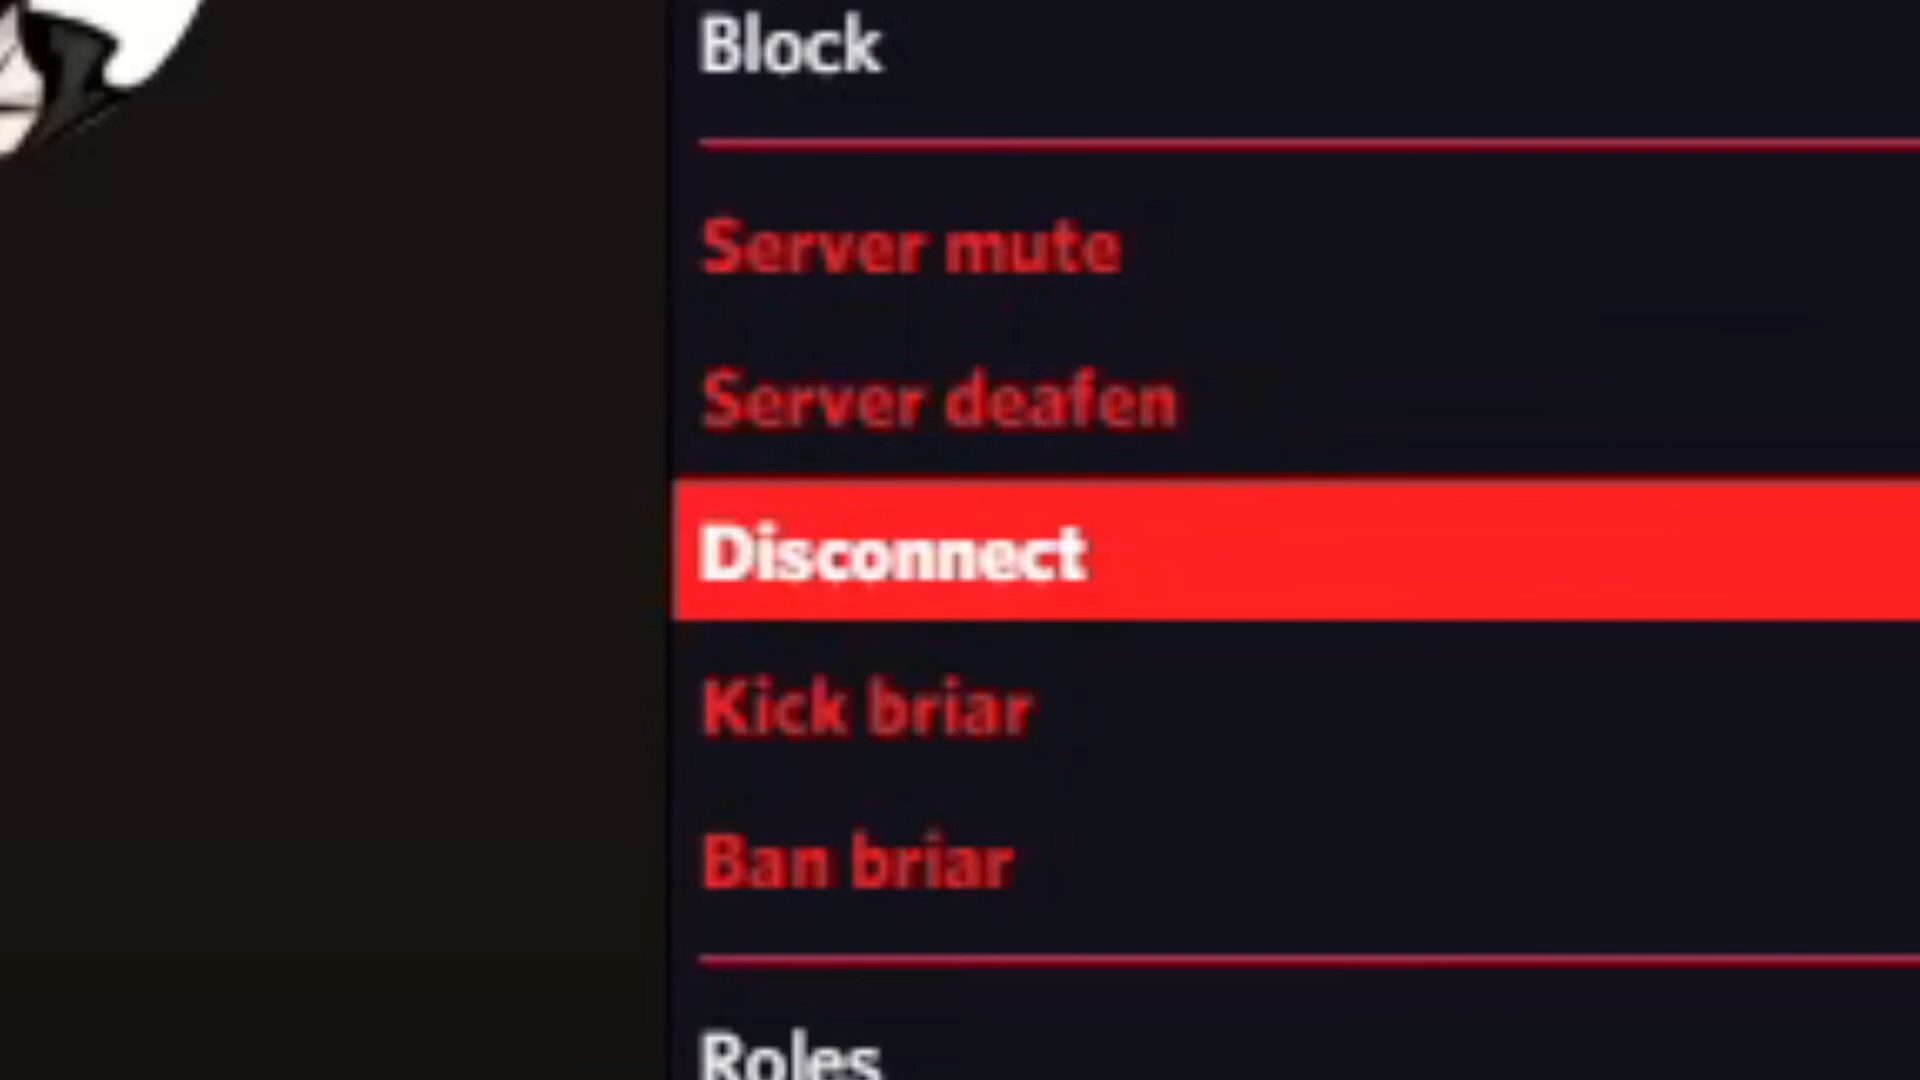 Block
Server mute
Server deafen
Disconnect
Kick briar
Ban briar
Roles